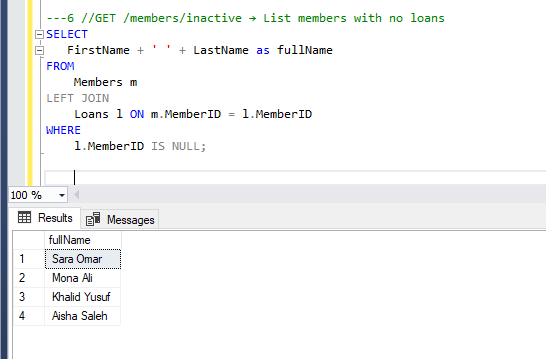 ---6 //GET /members/inactive → List members with no loans
SELECT
FirstName + ' ' + LastName as fullName
FROM
Members m
LEFT JOIN
Loans l ON m.MemberID = l.MemberID
WHERE
l.MemberID IS NULL;
100 %
Results Messages
fullName
1 Sara Omar
2 Mona Ali
3 Khalid Yusuf
4 Aisha Saleh